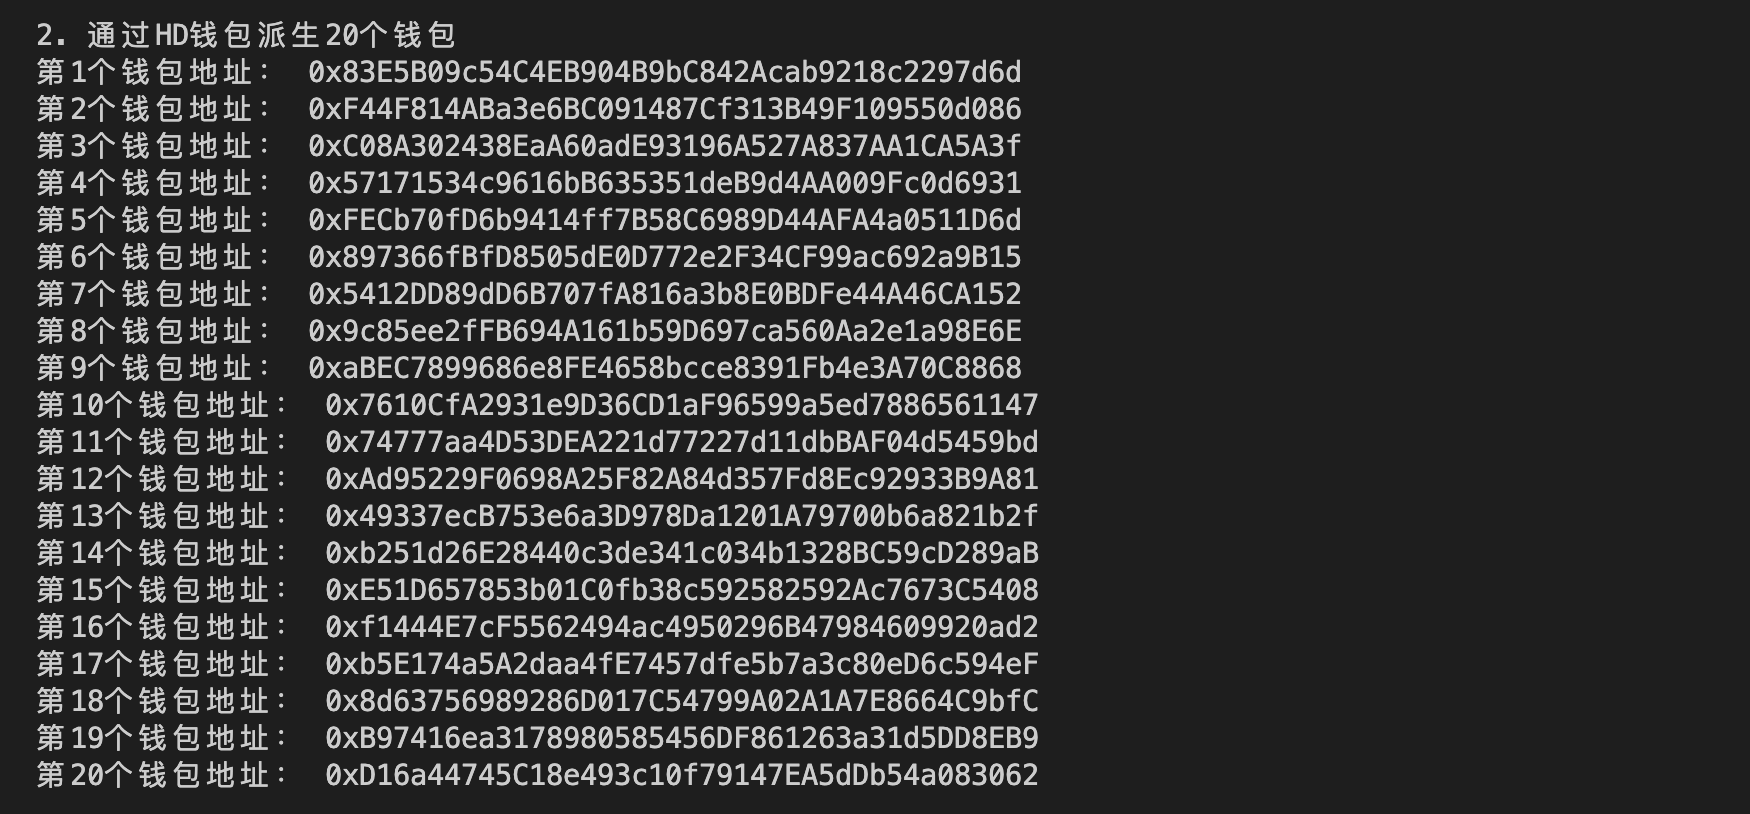 2. 通过HD钱包派生20个钱包
第1个钱包地址: 0x83E5B09c54C4EB904B9bC842Acab9218c2297d6d
第2个钱包地址: 0xF44F814ABa3e6BC091487Cf313B49F109550d086
第3个钱包地址: 0xC08A302438EaA60adE93196A527A837AA1CA5A3f
第4个钱包地址: 0x57171534c9616bB635351deB9d4AA009Fc0d6931
第5个钱包地址: 0xFECb70fD6b9414ff7B58C6989D44AFA4a0511D6d
第6个钱包地址: 0x897366fBfD8505dE0D772e2F34CF99ac692a9B15
第7个钱包地址: 0x5412DD89dD6B707fA816a3b8E0BDFe44A46CA152
第8个钱包地址: 0x9c85ee2fFB694A161b59D697ca560Aa2e1a98E6E
第9个钱包地址: 0xaBEC7899686e8FE4658bcce8391Fb4e3A70C8868
第10个钱包地址: 0x7610CfA2931e9D36CD1aF96599a5ed7886561147
第11个钱包地址: 0x74777aa4D53DEA221d77227d11dbBAF04d5459bd
第12个钱包地址: 0xAd95229F0698A25F82A84d357Fd8Ec92933B9A81
第13个钱包地址: 0x49337ecB753e6a3D978Da1201A79700b6a821b2f
第14个钱包地址: 0xb251d26E28440c3de341c034b1328BC59cD289aB
第15个钱包地址: 0xE51D657853b01C0fb38c592582592Ac7673C5408
第16个钱包地址: 0xf1444E7cF5562494ac4950296B47984609920ad2
第17个钱包地址: 0xb5E174a5A2daa4fE7457dfe5b7a3c80eD6c594eF
第18个钱包地址: 0x8d63756989286D017C54799A02A1A7E8664C9bfC
第19个钱包地址: 0xB97416ea3178980585456DF861263a31d5DD8EB9
第20个钱包地址: 0xD16a44745C18e493c10f79147EA5dDb54a083062